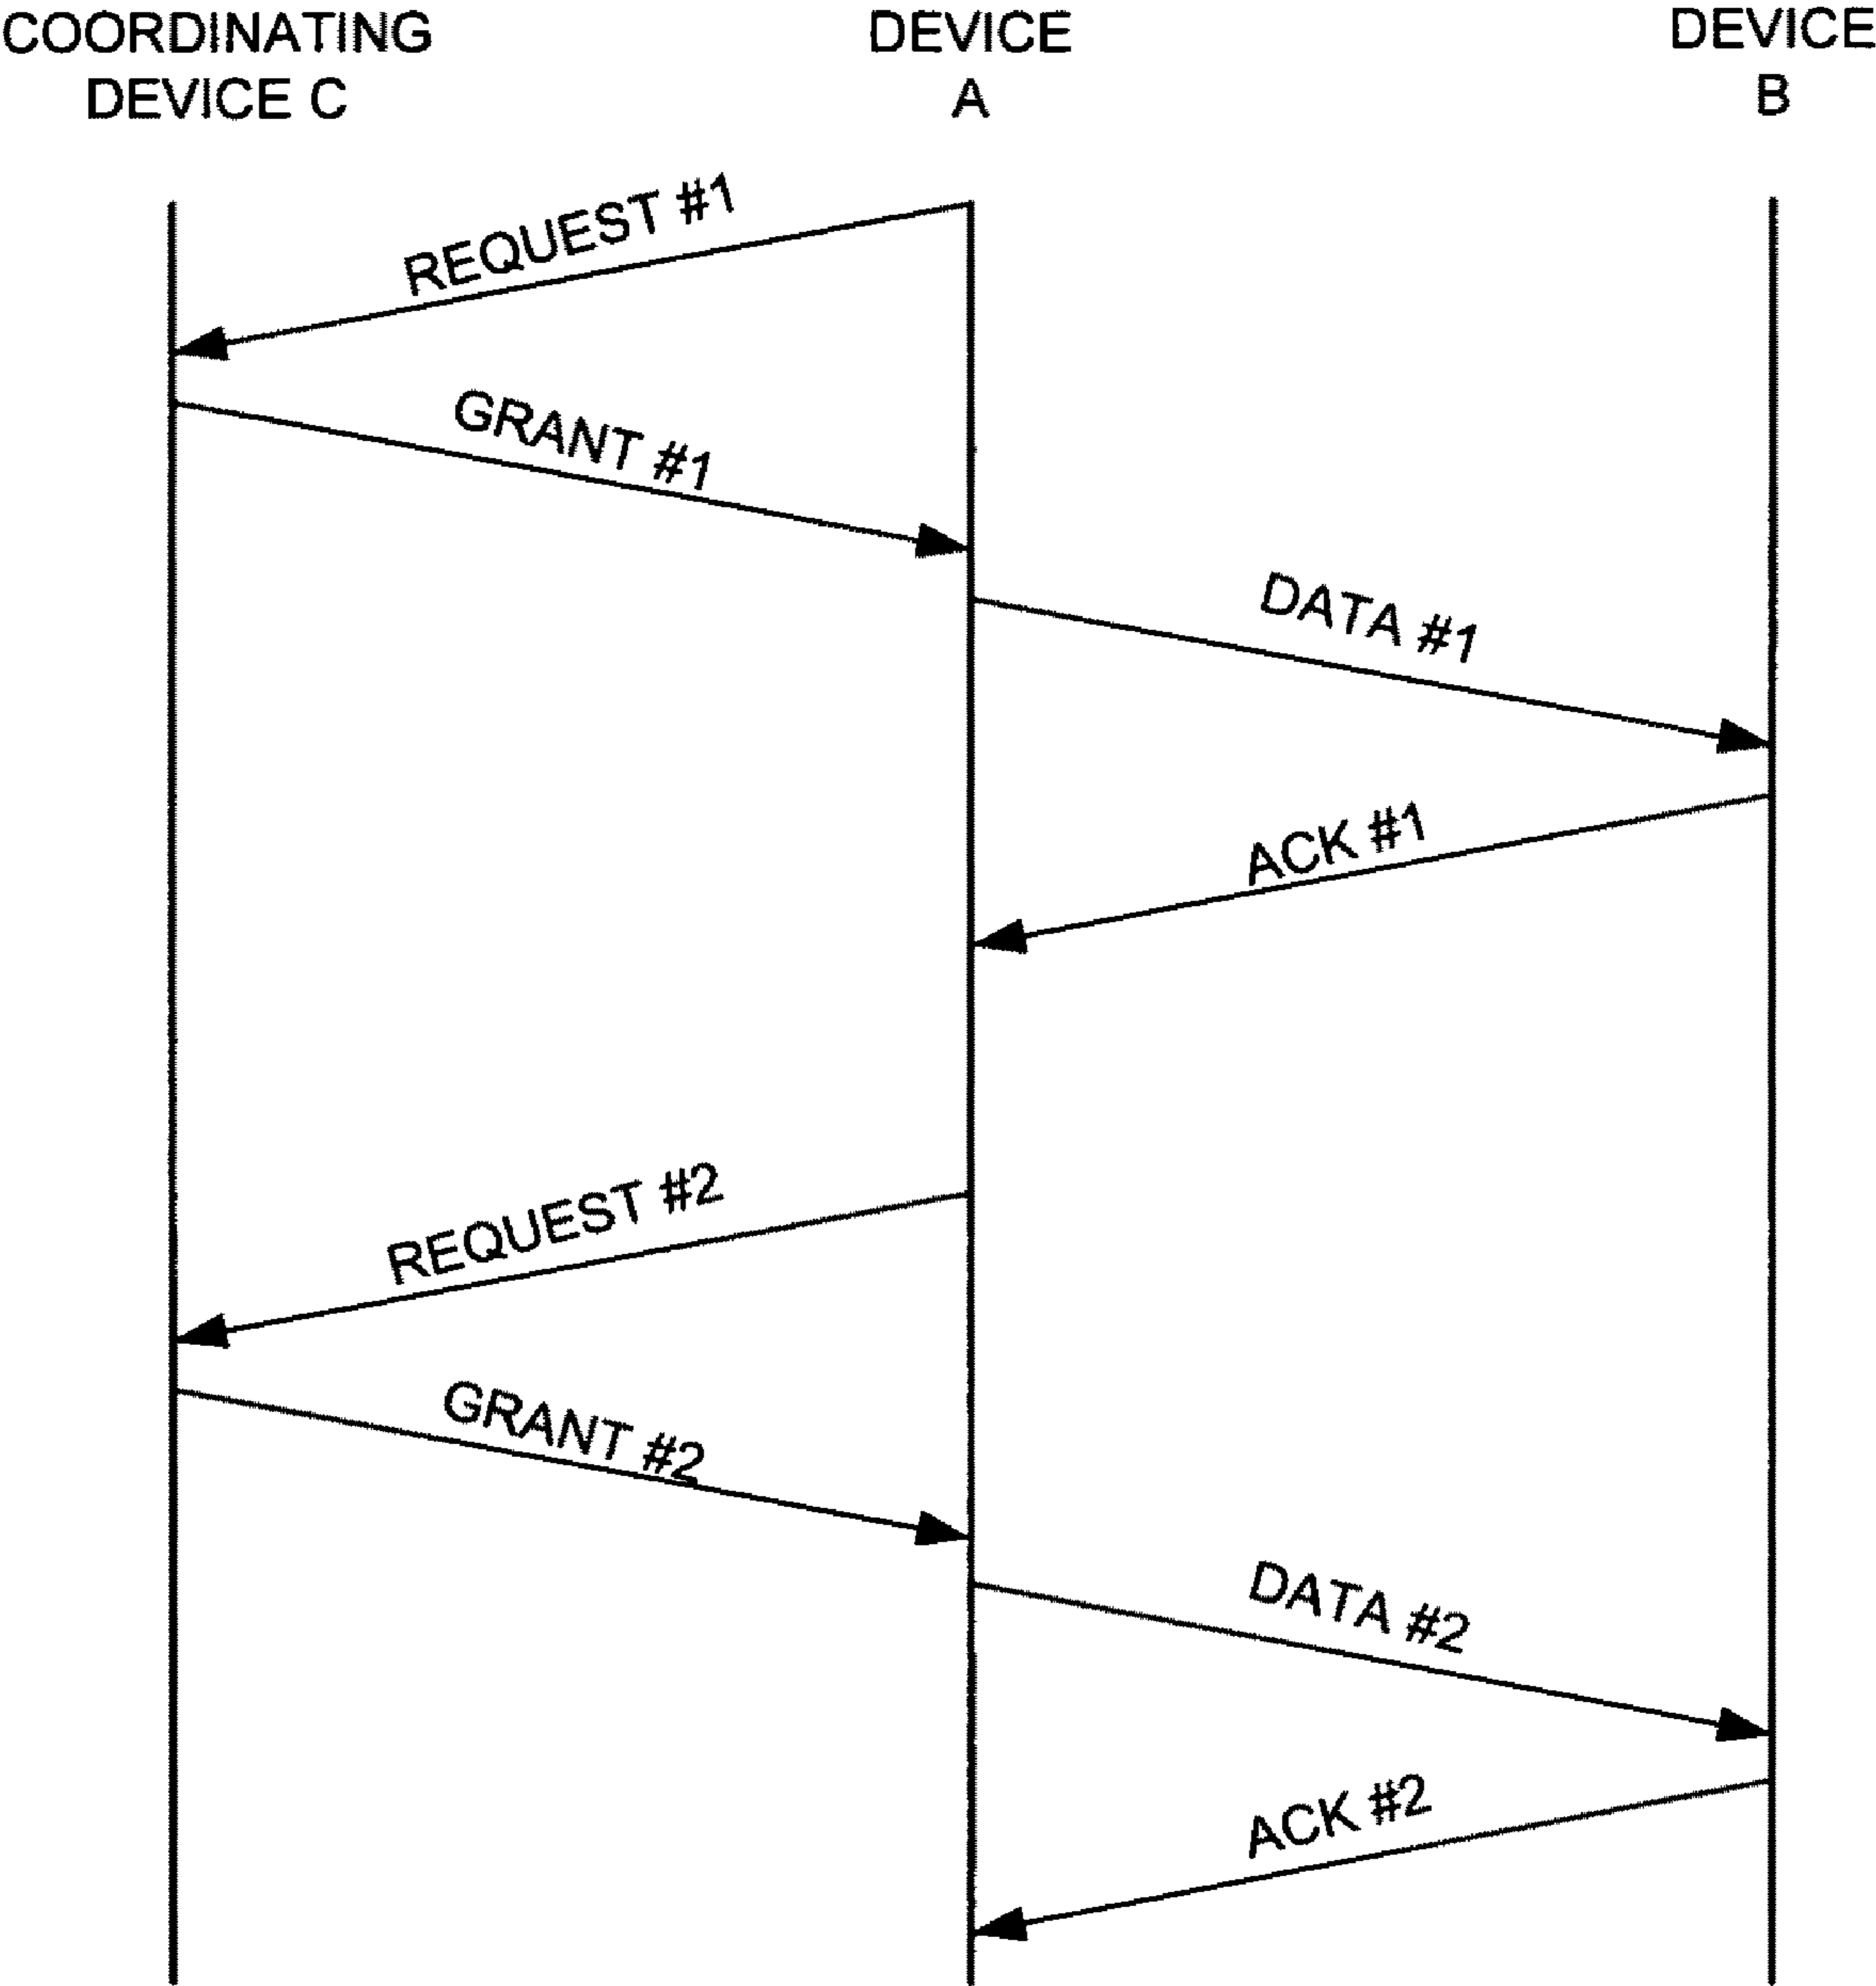 COORDINATING
DEVICE C
DEVICE
A
DEVICE
B
REQUEST #1
GRANT #1
DATA #1
ACK #1
REQUEST #2
GRANT #2
DATA #2
ACK #2